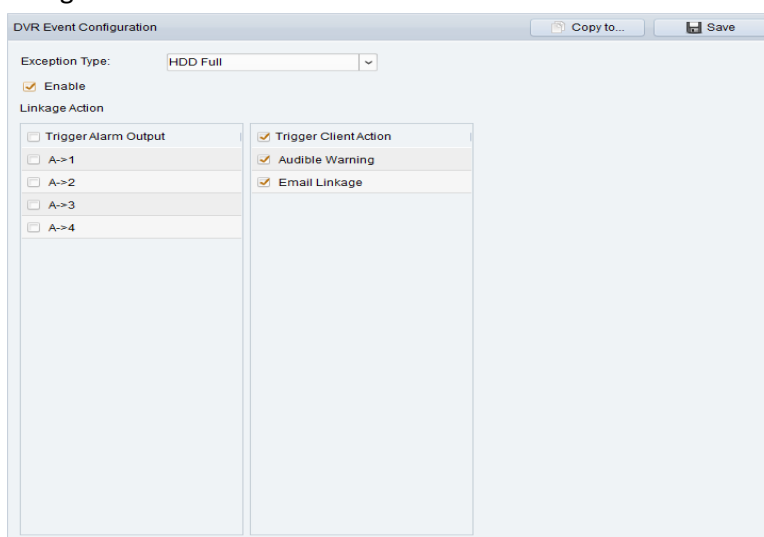 DVR Event Configuration Copy to... Save
Exception Type: HDD Full
Enable
Linkage Action
Trigger Alarm Output Trigger Client Action
A->1 Audible Warning
A->2 Email Linkage
A->3
A->4